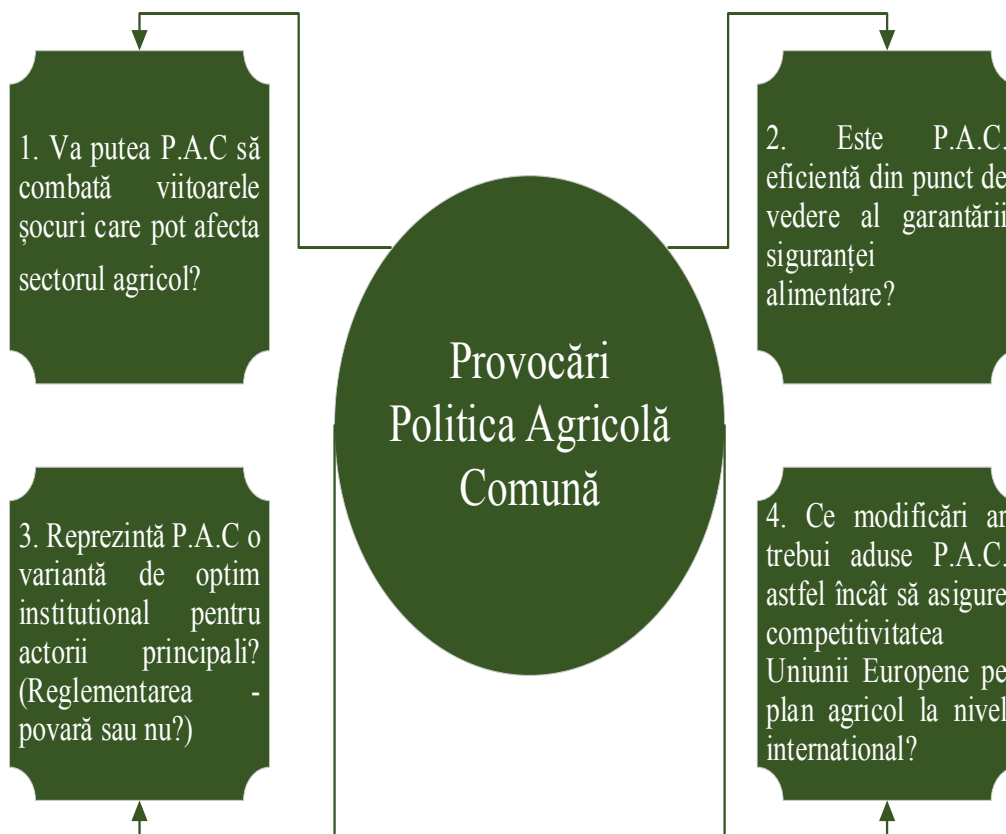 1. Va putea P.A.C să
combată viitoarele
șocuri care pot afecta
sectorul agricol?
2. Este P.A.C.
eficientă din punct de
vedere al garantării
siguranței
alimentare?
Provocări
Politica Agricolă
Comună
3. Reprezintă P.A.C o
variantă de optim
institutional pentru
actorii principali?
(Reglementarea -
povară sau nu?)
4. Ce modificări ar
trebui aduse P.A.C.
astfel încât să asigure
competitivitatea
Uniunii Europene pe
plan agricol la nivel
international?